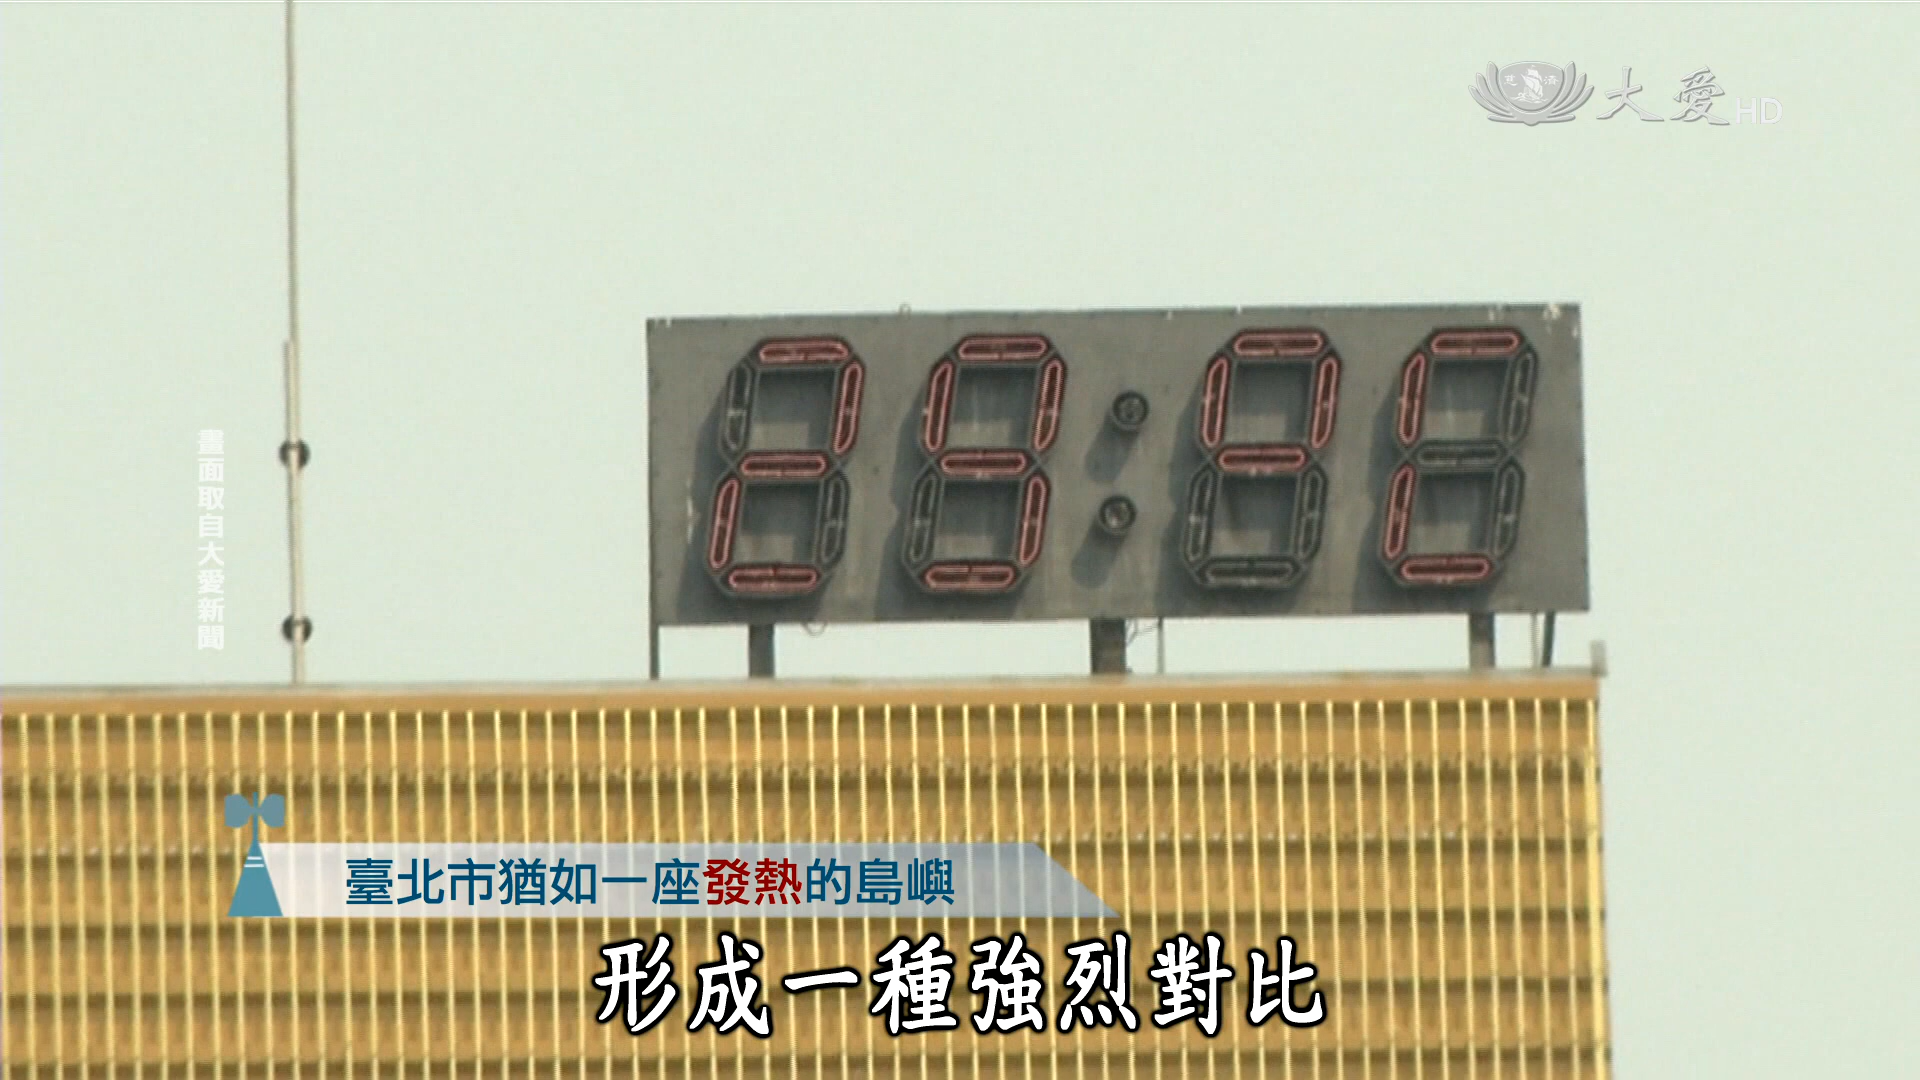 大愛HD
29:°C
畫面取自大愛新聞
臺北市猶如一座發熱的島嶼
形成一種強烈對比